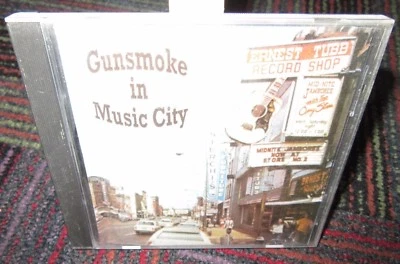 Gunsmoke
in
Music City
ERNEST TUBB
RECORD SHOP
MIDNITE
JAMBOREE
MIDNITE JAMBOREE
NOW AT
STORE NO. 2